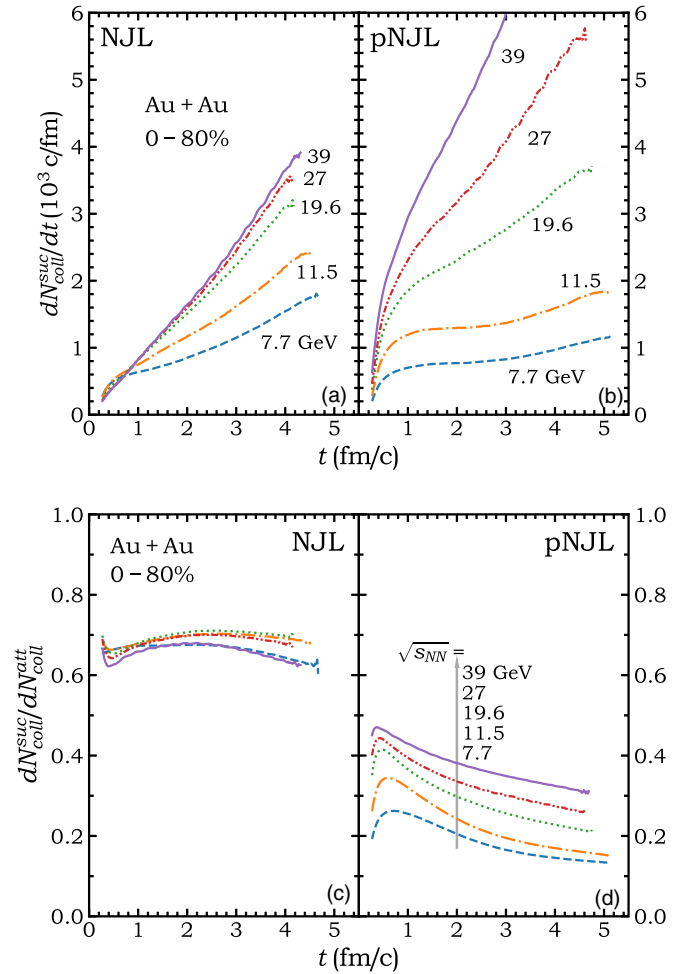 NJL
pNJL
Au + Au
0 − 80%
39
27
19.6
11.5
7.7 GeV
39
27
19.6
11.5
7.7 GeV
(a)
(b)
dN^{suc}_{coll}/dt (10^3 c/fm)
6
5
4
3
2
1
0
6
5
4
3
2
1
0
0 1 2 3 4 5 1 2 3 4 5
t (fm/c)
t (fm/c)
Au + Au
0 − 80%
NJL
pNJL
√s_{NN} =
39 GeV
27
19.6
11.5
7.7
(c)
(d)
dN^{suc}_{coll}/dN^{att}_{coll}
1.0
0.8
0.6
0.4
0.2
0.0
1.0
0.8
0.6
0.4
0.2
0.0
0 1 2 3 4 5 1 2 3 4 5
t (fm/c)
t (fm/c)